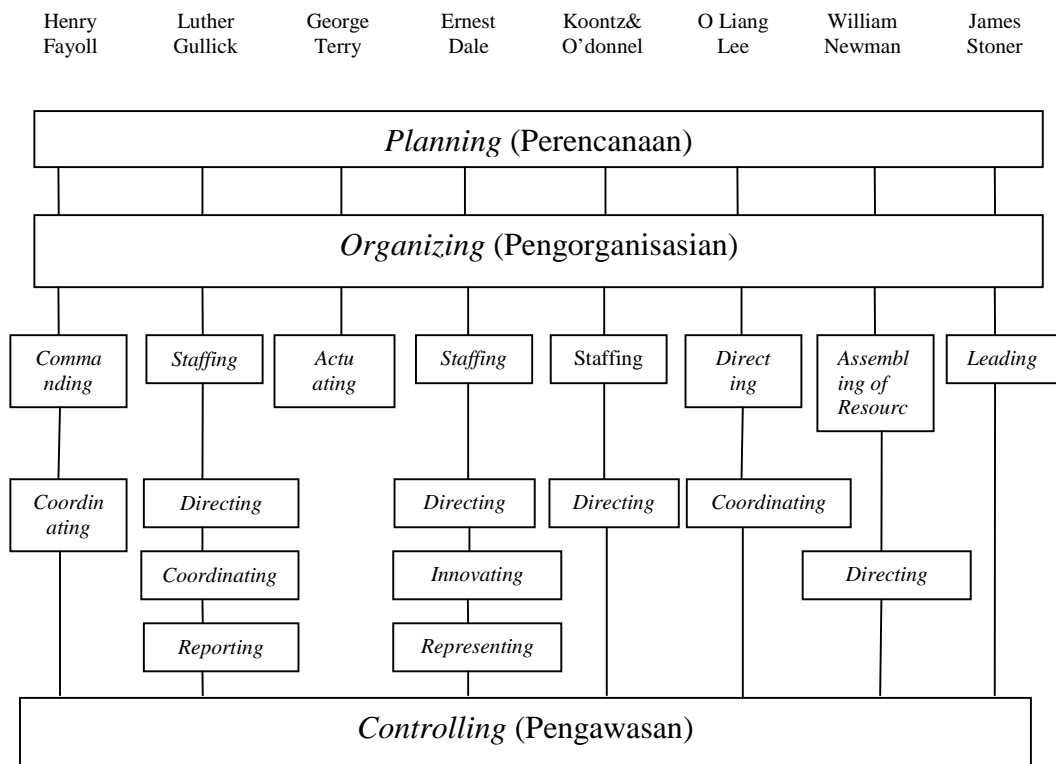 Henry Luther George Ernest Koontz& O Liang William James
Fayoll Gullick Terry Dale O’donnel Lee Newman Stoner
Planning (Perencanaan)
Organizing (Pengorganisasian)
Comma
nding
Staffing
Actu
ating
Staffing
Staffing
Direct
ing
Assembl
ing of
Resourc
Leading
Coordin
ating
Directing
Directing
Directing
Coordinating
Coordinating
Innovating
Directing
Reporting
Representing
Controlling (Pengawasan)